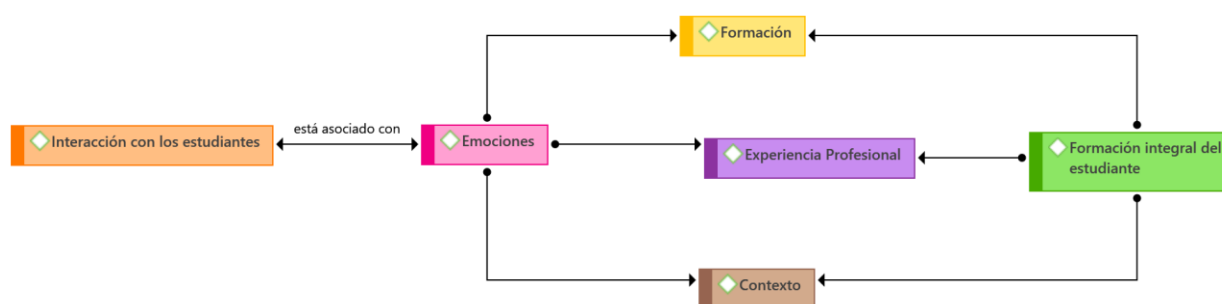 Formación
está asociado con
Interacción con los estudiantes
Emociones
Experiencia Profesional
Formación integral del
estudiante
Contexto